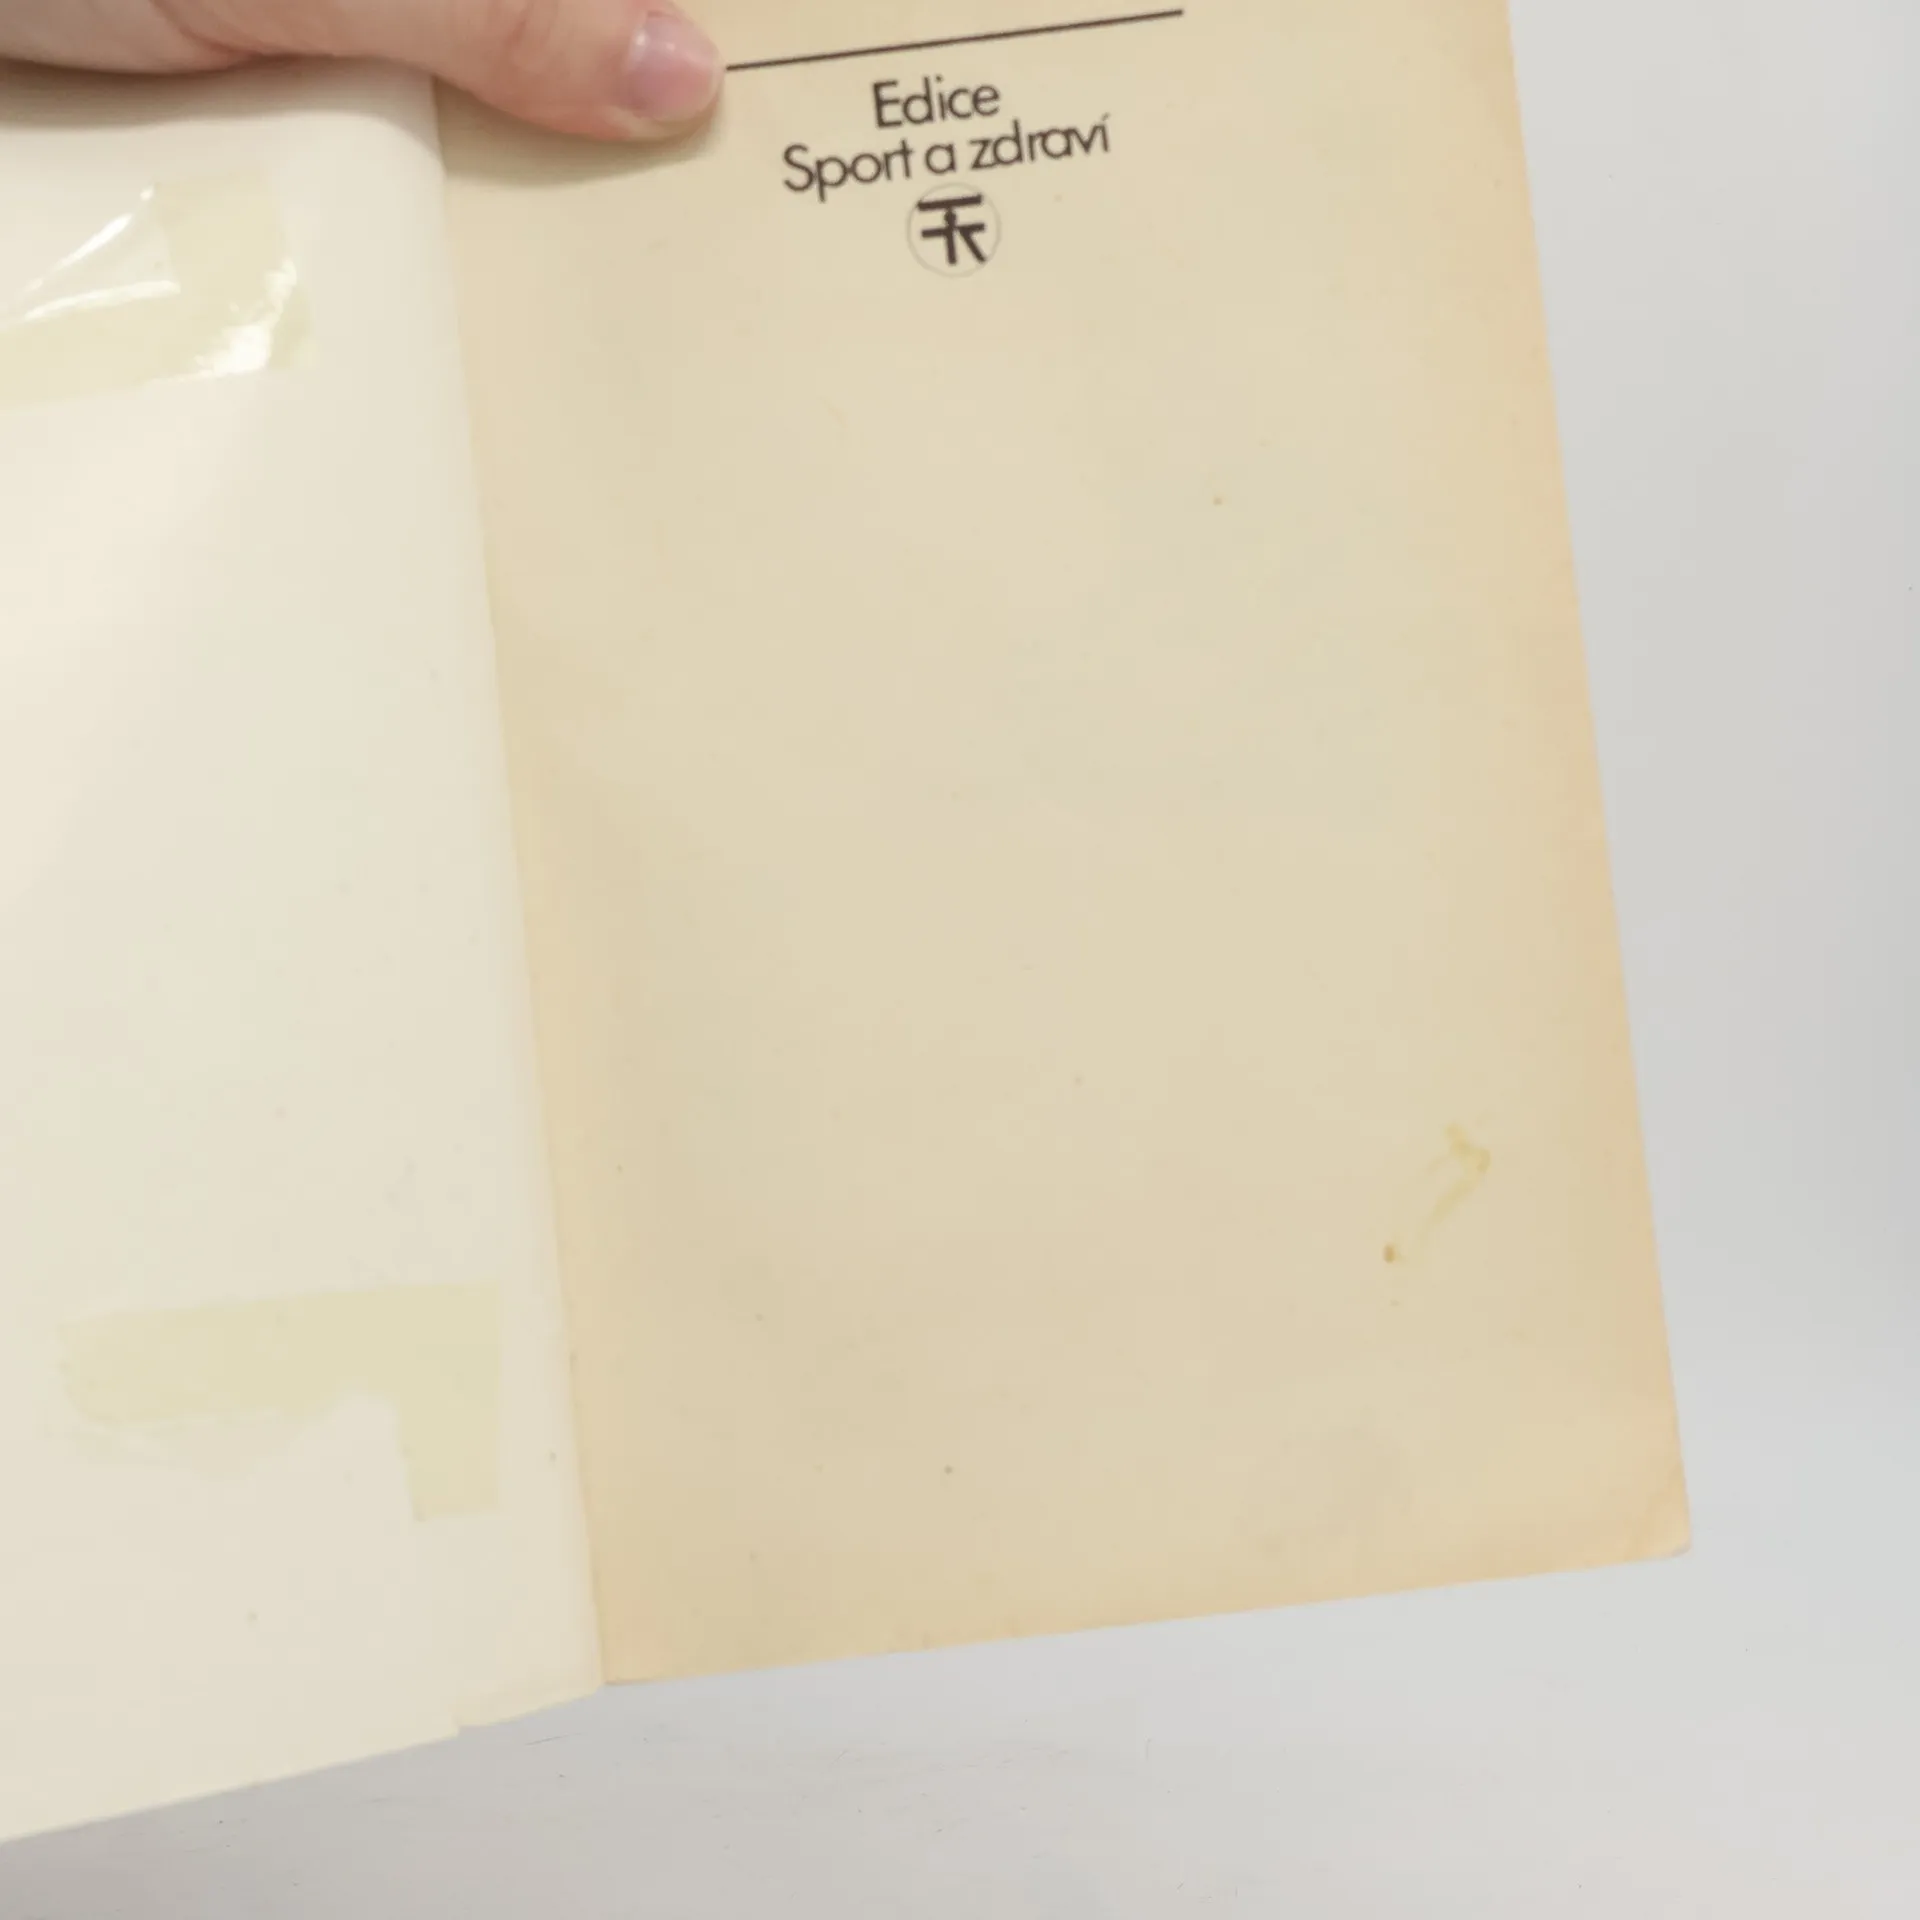 Edice
Sport a zdraví